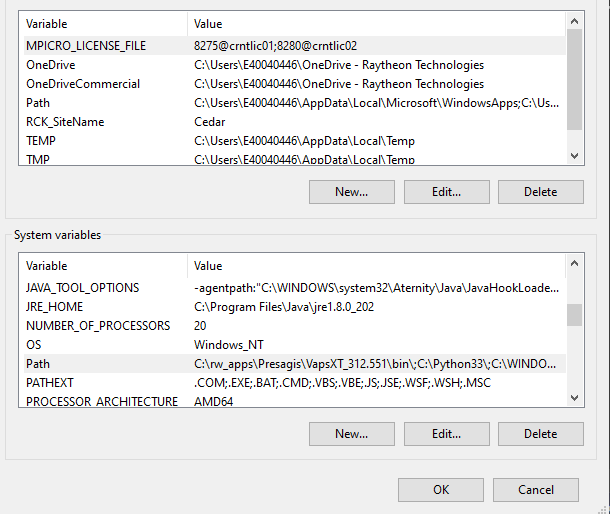 Variable Value
MPICRO_LICENSE_FILE 8275@crntlic01;8280@crntlic02
OneDrive C:\Users\E40040446\OneDrive - Raytheon Technologies
OneDriveCommercial C:\Users\E40040446\OneDrive - Raytheon Technologies
Path C:\Users\E40040446\AppData\Local\Microsoft\WindowsApps;C:\Us...
RCK_SiteName Cedar
TEMP C:\Users\E40040446\AppData\Local\Temp
TMP C:\Users\E40040446\AppData\Local\Temp
New... Edit... Delete
System variables
Variable Value
JAVA_TOOL_OPTIONS -agentpath:"C:\WINDOWS\system32\Aternity\Java\JavaHookLoade...
JRE_HOME C:\Program Files\Java\jre1.8.0_202
NUMBER_OF_PROCESSORS 20
OS Windows_NT
Path C:\rw_apps\Presagis\VapsXT_312.551\bin\;C:\Python33\;C:\WINDO...
PATHEXT .COM;.EXE;.BAT;.CMD;.VBS;.VBE;.JS;.JSE;.WSF;.WSH;.MSC
PROCESSOR_ARCHITECTURE AMD64
New... Edit... Delete
OK Cancel